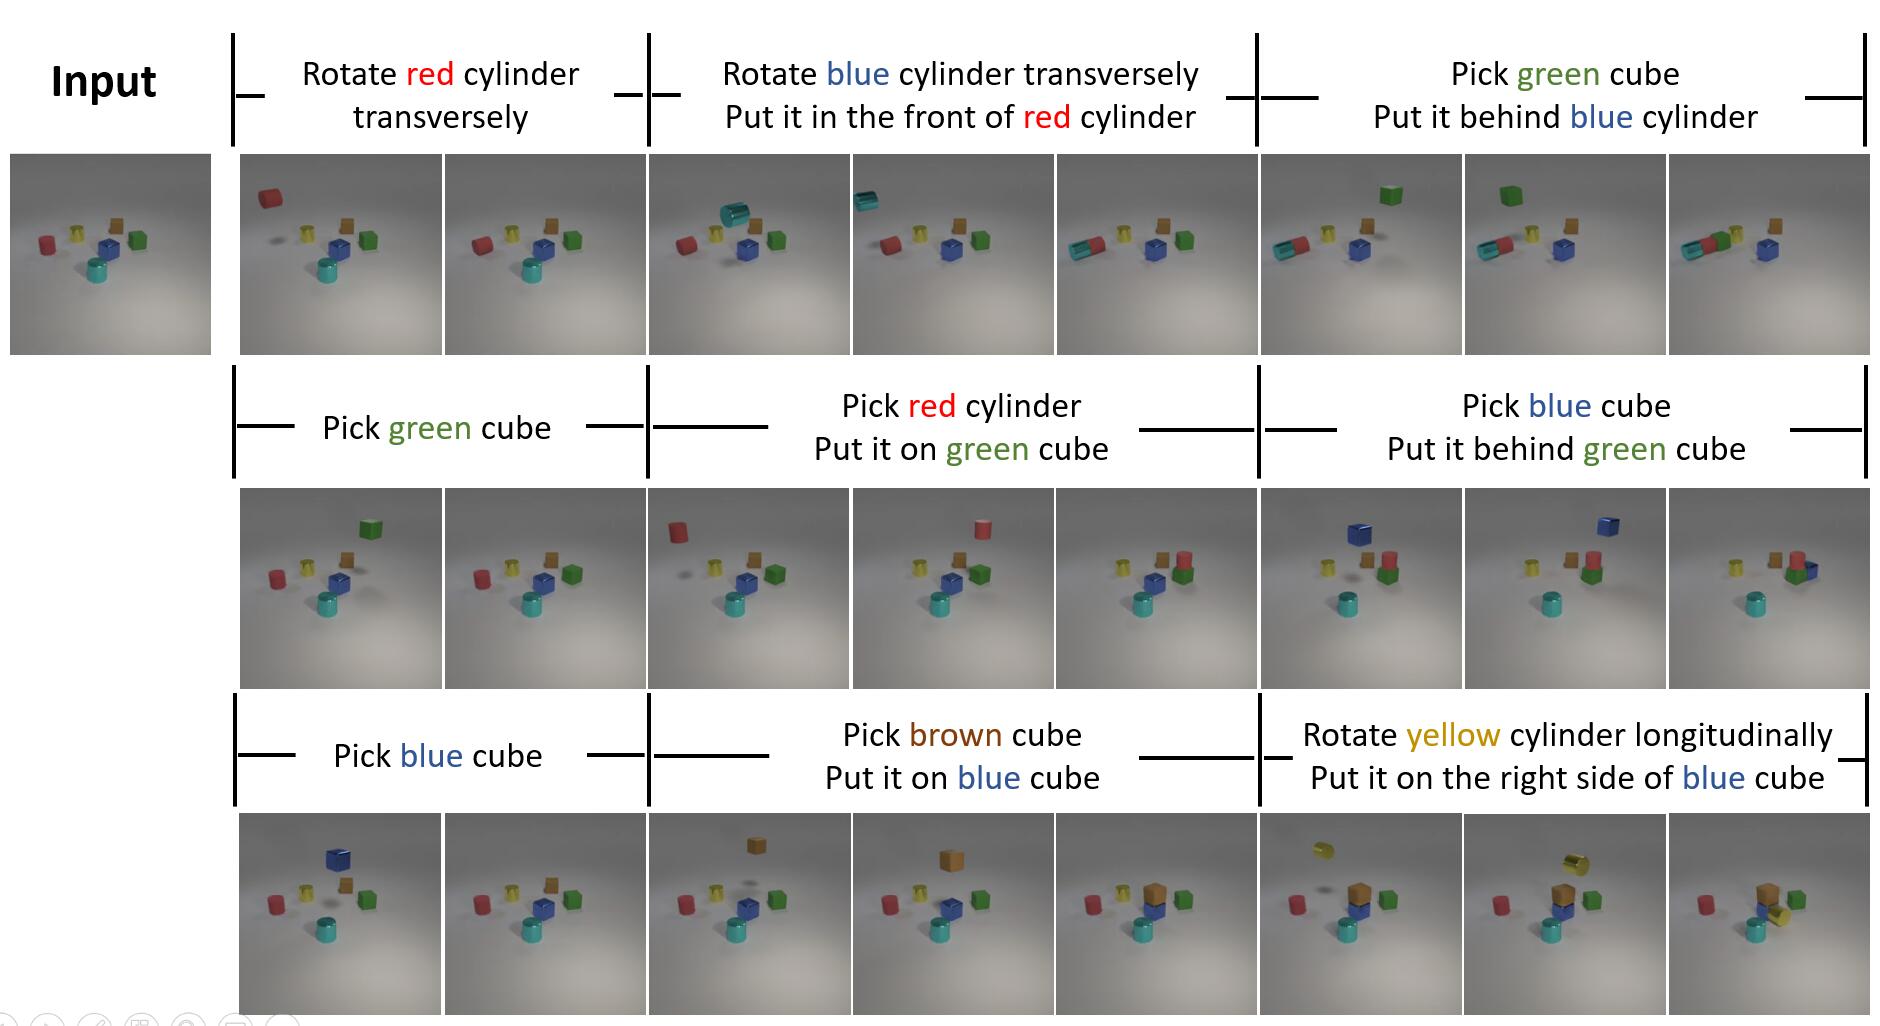 Input
Rotate red cylinder
transversely
Rotate blue cylinder transversely
Put it in the front of red cylinder
Pick green cube
Put it behind blue cylinder
Pick green cube
Pick red cylinder
Put it on green cube
Pick blue cube
Put it behind green cube
Pick blue cube
Pick brown cube
Put it on blue cube
Rotate yellow cylinder longitudinally
Put it on the right side of blue cube